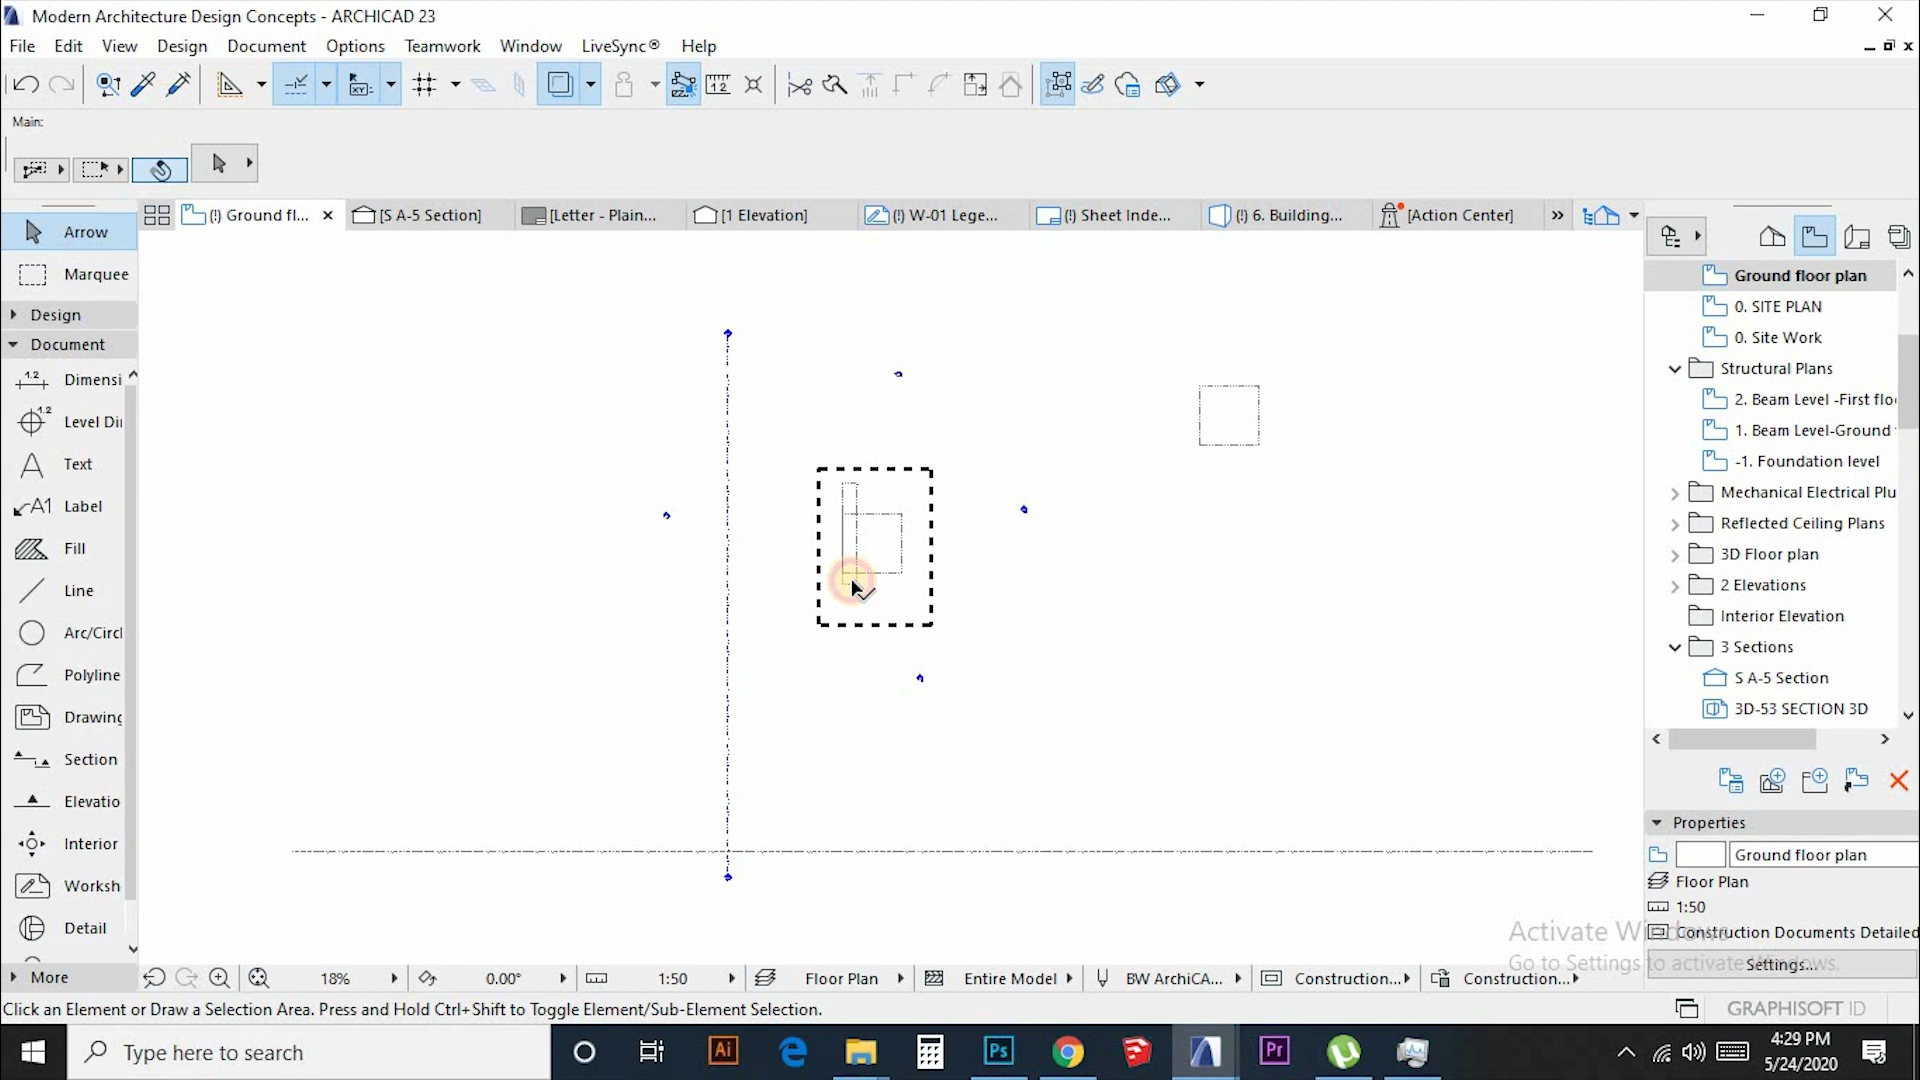 Modern Architecture Design Concepts - ARCHICAD 23
File Edit View Design Document Options Teamwork Window LiveSync® Help
Main:
(!) Ground fl... [S A-5 Section] [Letter - Plain... [1 Elevation] (!) W-01 Lege... (!) Sheet Inde... (!) 6. Building... [Action Center]
Arrow
Marquee
Design
Document
Dimensi
Level Di
Text
Label
Fill
Line
Arc/Circl
Polyline
Drawing
Section
Elevatio
Interior
Worksh
Detail
More
Ground floor plan
0. SITE PLAN
0. Site Work
Structural Plans
2. Beam Level -First flo
1. Beam Level-Ground
-1. Foundation level
Mechanical Electrical Plu
Reflected Ceiling Plans
3D Floor plan
2 Elevations
Interior Elevation
3 Sections
S A-5 Section
3D-53 SECTION 3D
Properties
Ground floor plan
Floor Plan
1:50
Construction Documents Detailed
Settings...
Activate Windows
Go to Settings to activate Windows.
18% 0.00° 1:50 Floor Plan Entire Model BW ArchiCA... Construction... Construction...
Click an Element or Draw a Selection Area. Press and Hold Ctrl+Shift to Toggle Element/Sub-Element Selection.
GRAPHISOFT ID
Type here to search
4:29 PM
5/24/2020